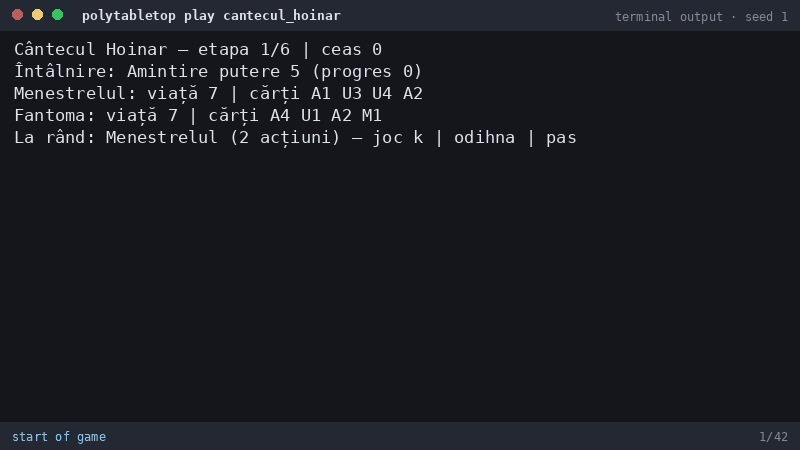 polytabletop play cantecul_hoinar
terminal output · seed 1
Cântecul Hoinar — etapa 1/6 | ceas 0
Întâlnire: Amintire putere 5 (progres 0)
Menestrelul: viață 7 | cărți A1 U3 U4 A2
Fantoma: viață 7 | cărți A4 U1 A2 M1
La rând: Menestrelul (2 acțiuni) — joc k | odihna | pas
start of game
1/42